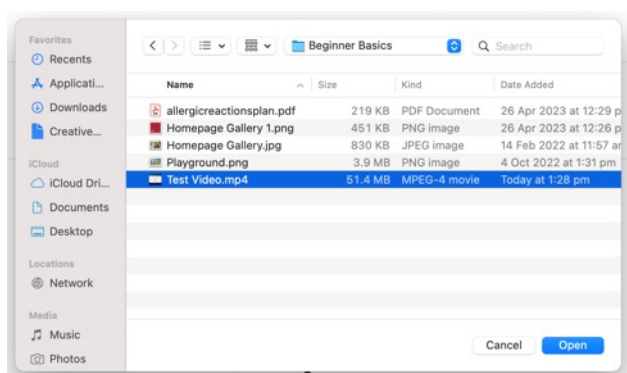 Favorites
Recents
Applicati...
Downloads
Creative...
iCloud
iCloud Dri...
Documents
Desktop
Locations
Network
Media
Music
Photos
Beginner Basics
Search
Name Size Kind Date Added
allergicreactionsplan.pdf 219 KB PDF Document 26 Apr 2023 at 12:29 p
Homepage Gallery 1.png 451 KB PNG image 26 Apr 2023 at 12:26 p
Homepage Gallery.jpg 830 KB JPEG image 14 Feb 2022 at 11:57 ar
Playground.png 3.9 MB PNG image 4 Oct 2022 at 1:31 pm
Test Video.mp4 51.4 MB MPEG-4 movie Today at 1:28 pm
Cancel Open